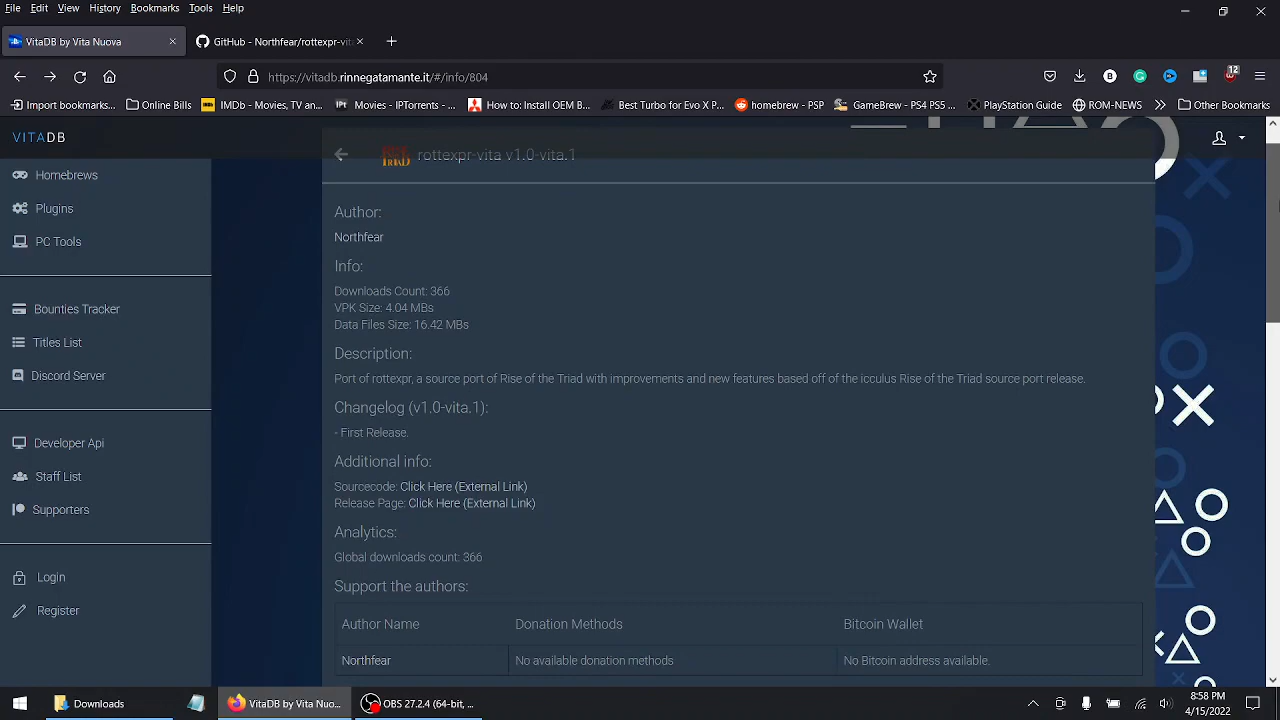 File Edit View History Bookmarks Tools Help
VitaDB by Vita Nuova
GitHub - Northfear/rottexpr-vit
https://vitadb.rinnegatamante.it/#/info/804
12
Import bookmarks... Online Bills IMDb - Movies, TV an... Movies - IPTorrents - ... How to: Install OEM B... Best Turbo for Evo X P... homebrew - PSP GameBrew - P4 PS5 ... PlayStation Guide ROM-NEWS Other Bookmarks
VITADB
rottexpr-vita v1.0-vita.1
Homebrews
Plugins
PC Tools
Bounties Tracker
Titles List
Discord Server
Developer Api
Staff List
Supporters
Login
Register
Author:
Northfear
Info:
Downloads Count: 366
VPK Size: 4.04 MBs
Data Files Size: 16.42 MBs
Description:
Port of rottexpr, a source port of Rise of the Triad with improvements and new features based off of the icculus Rise of the Triad source port release.
Changelog (v1.0-vita.1):
- First Release.
Additional info:
Sourcecode: Click Here (External Link)
Release Page: Click Here (External Link)
Analytics:
Global downloads count: 366
Support the authors:
Author Name Donation Methods Bitcoin Wallet
Northfear No available donation methods No Bitcoin address available.
Downloads
VitaDB by Vita Nuo...
OBS 27.2.4 (64-bit, ...
8:58 PM
4/15/2022